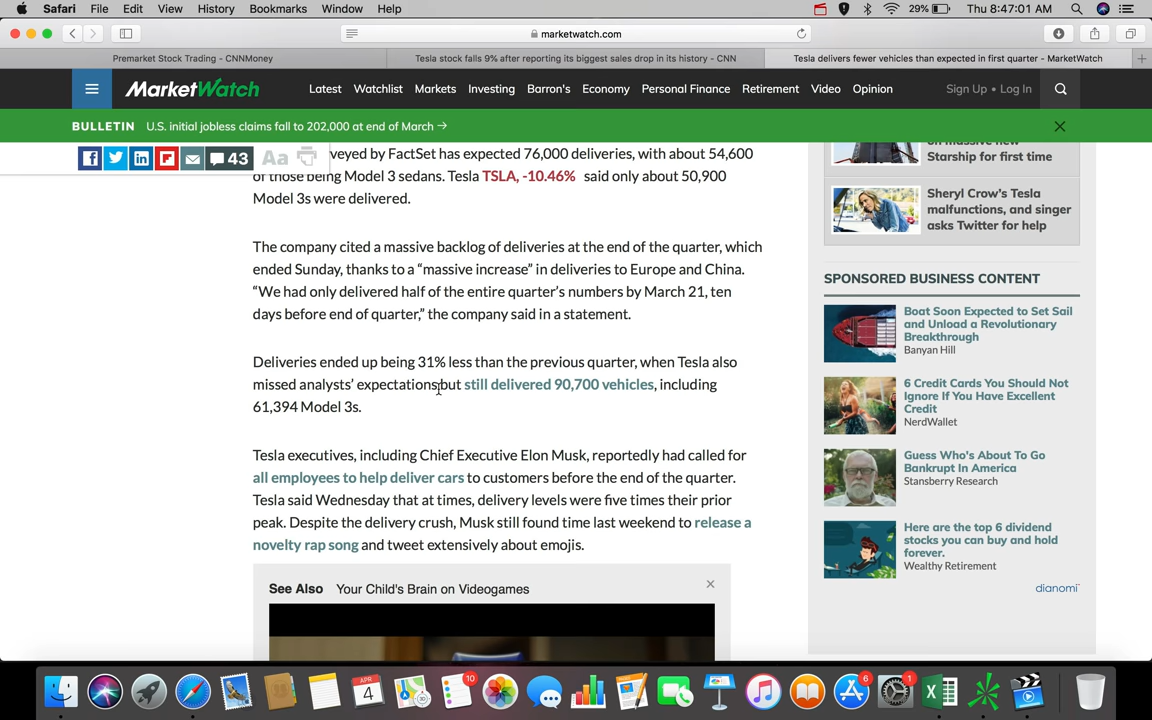 Safari File Edit View History Bookmarks Window Help 29% Thu 8:47:01 AM
marketwatch.com
Premarket Stock Trading - CNNMoney
Tesla stock falls 9% after reporting its biggest sales drop in its history - CNN
Tesla delivers fewer vehicles than expected in first quarter - MarketWatch
MarketWatch Latest Watchlist Markets Investing Barron's Economy Personal Finance Retirement Video Opinion Sign Up • Log In
BULLETIN U.S. initial jobless claims fall to 202,000 at end of March →
43 Aa
veyed by FactSet has expected 76,000 deliveries, with about 54,600
of those being Model 3 sedans. Tesla TSLA, -10.46% said only about 50,900
Model 3s were delivered.
The company cited a massive backlog of deliveries at the end of the quarter, which
ended Sunday, thanks to a “massive increase” in deliveries to Europe and China.
“We had only delivered half of the entire quarter’s numbers by March 21, ten
days before end of quarter,” the company said in a statement.
Deliveries ended up being 31% less than the previous quarter, when Tesla also
missed analysts’ expectations but still delivered 90,700 vehicles, including
61,394 Model 3s.
Tesla executives, including Chief Executive Elon Musk, reportedly had called for
all employees to help deliver cars to customers before the end of the quarter.
Tesla said Wednesday that at times, delivery levels were five times their prior
peak. Despite the delivery crush, Musk still found time last weekend to release a
novelty rap song and tweet extensively about emojis.
See Also Your Child's Brain on Videogames
on massive new
Starship for first time
Sheryl Crow’s Tesla
malfunctions, and singer
asks Twitter for help
SPONSORED BUSINESS CONTENT
Boat Soon Expected to Set Sail
and Unload a Revolutionary
Breakthrough
Banyan Hill
6 Credit Cards You Should Not
Ignore If You Have Excellent
Credit
NerdWallet
Guess Who's About To Go
Bankrupt In America
Stansberry Research
Here are the top 6 dividend
stocks you can buy and hold
forever.
Wealthy Retirement
dianomi
APR
4
10
6
1